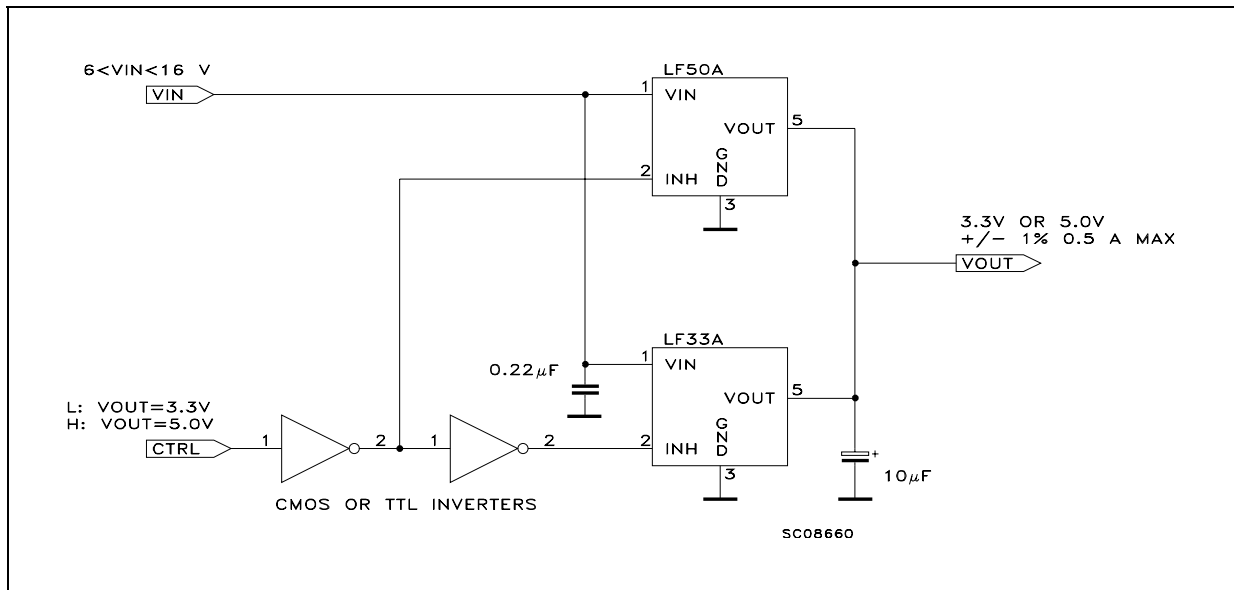 6<VIN<16 V
VIN
LF50A
1
VIN
VOUT
5
2
INH
GND
3
3.3V OR 5.0V
+/- 1% 0.5 A MAX
VOUT
LF33A
1
VIN
0.22µF
VOUT
5
L: VOUT=3.3V
H: VOUT=5.0V
CTRL
1
2
1
2
2
INH
GND
3
+
10µF
CMOS OR TTL INVERTERS
SC08660